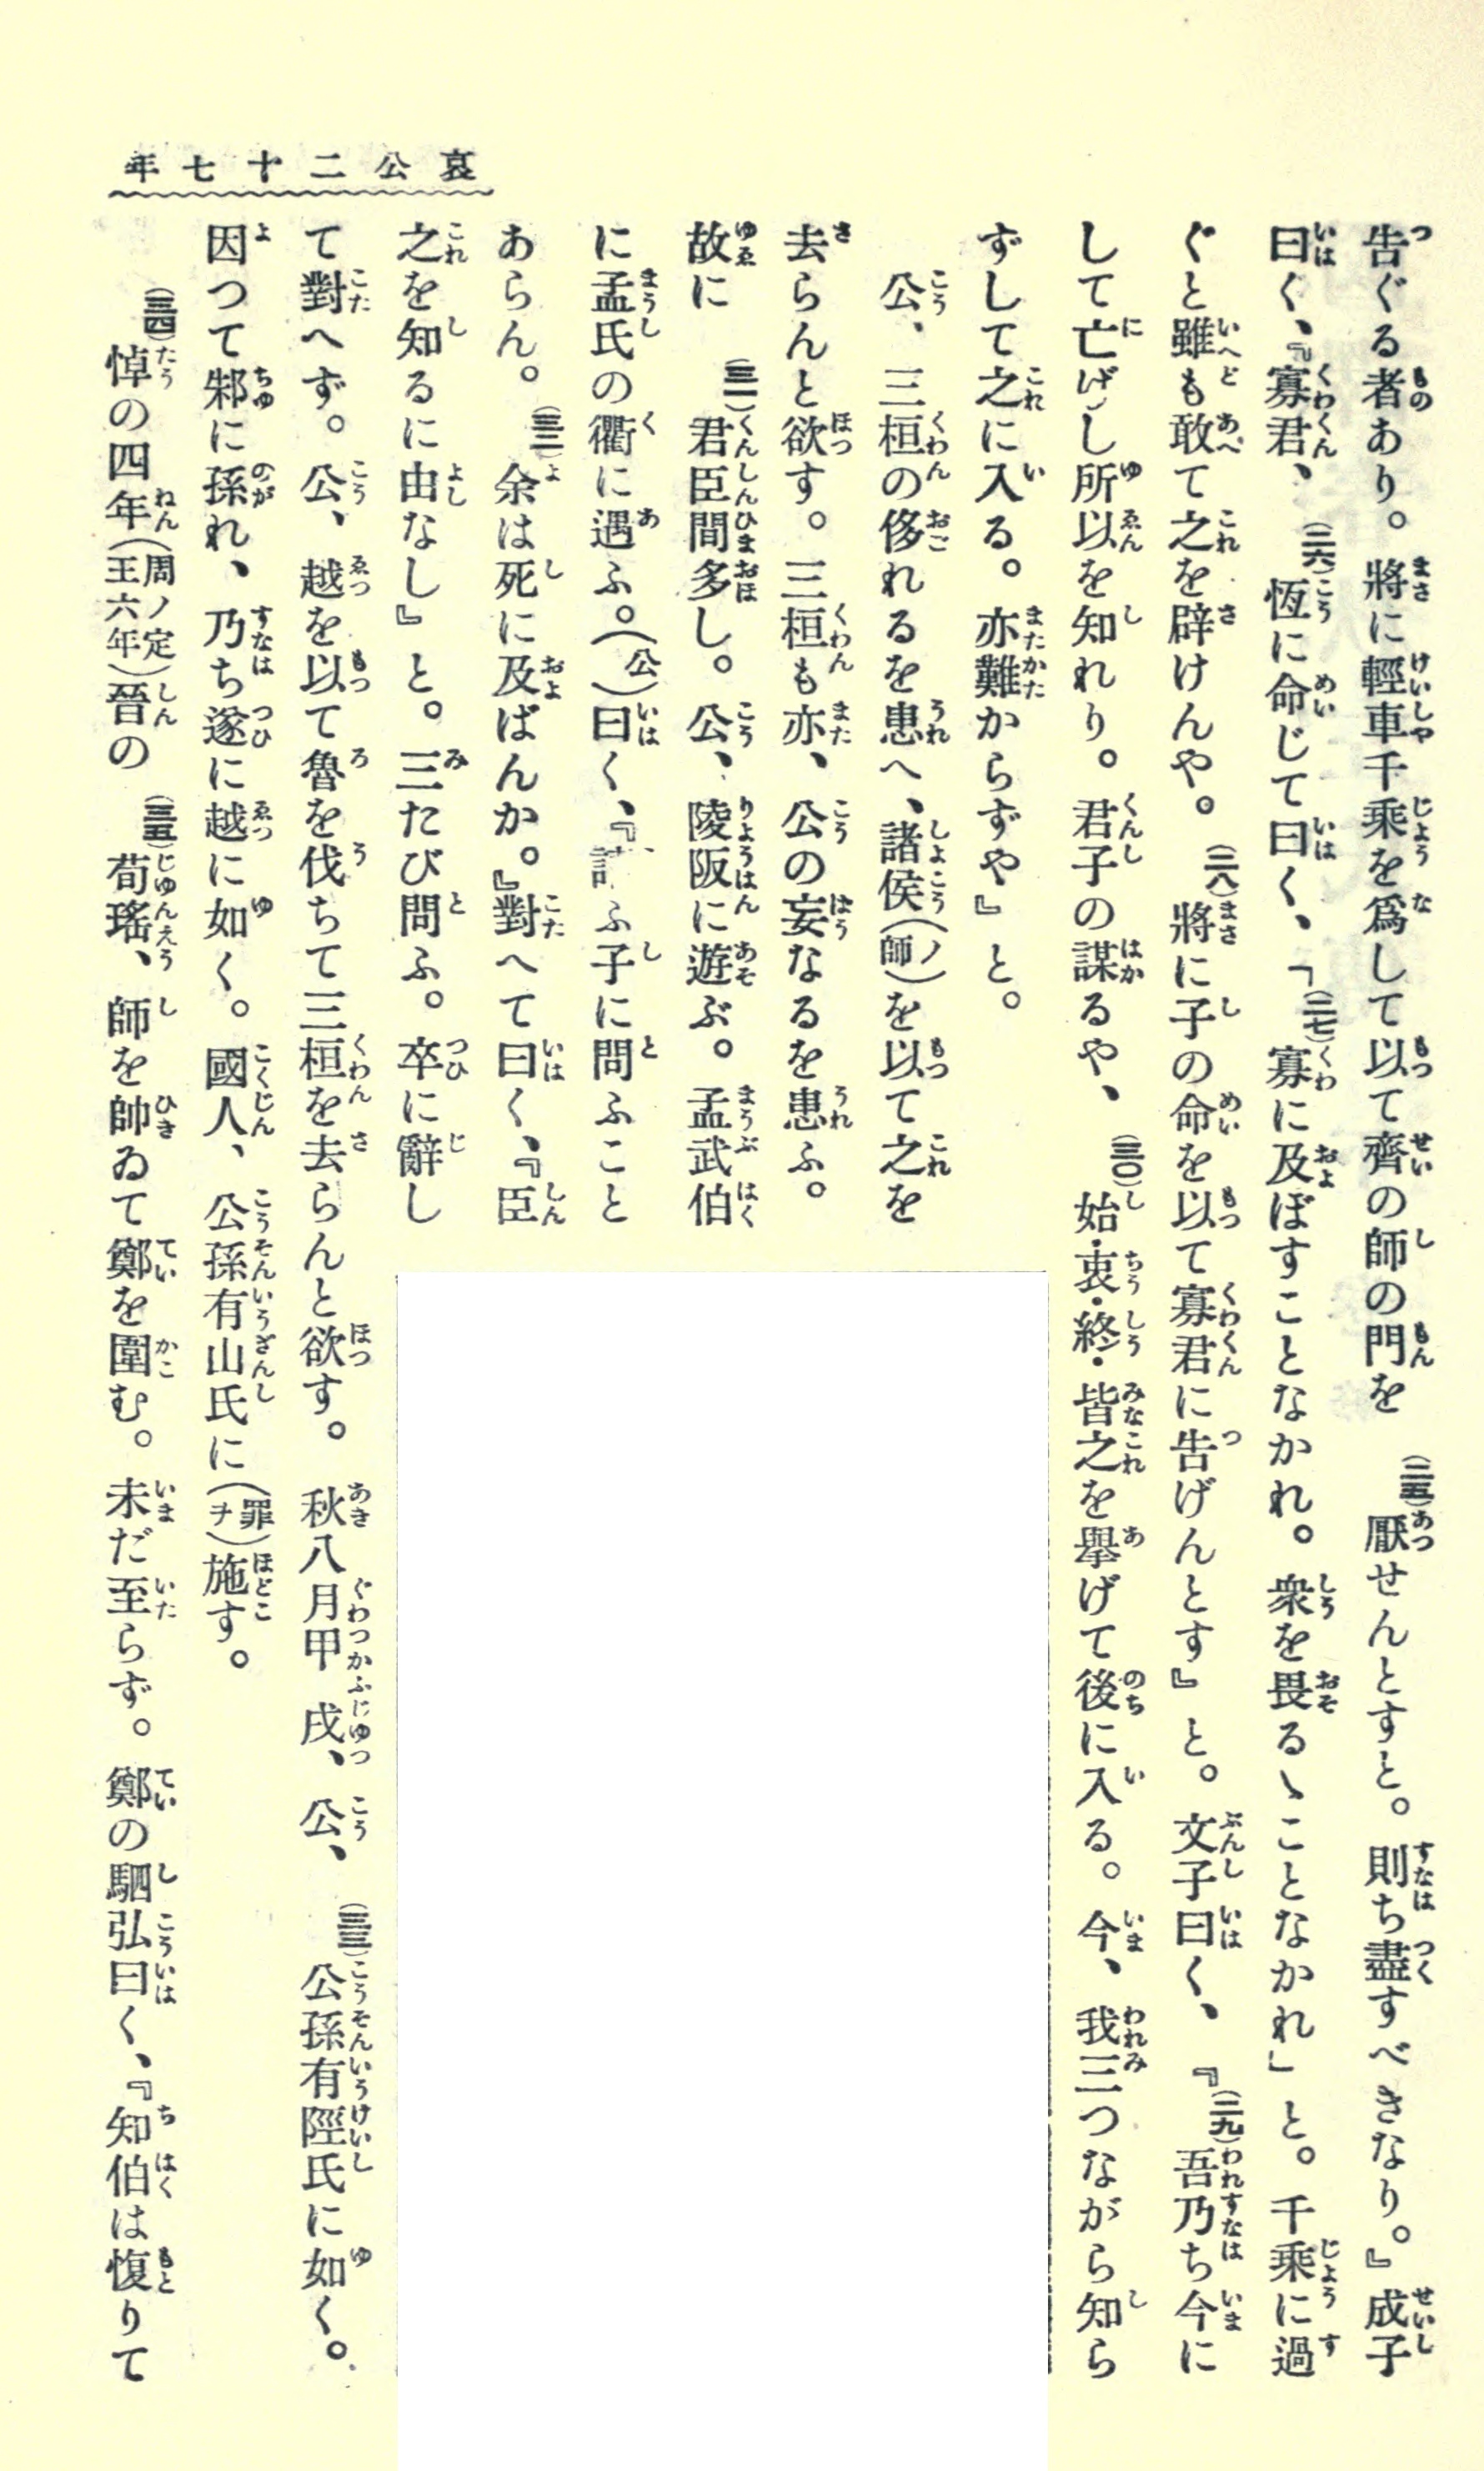 哀公二十七年
告ぐる者あり。將に輕車千乘を爲して以て齊の師の門を(二五)厭せんとすと。則ち盡すべきなり。』成子
曰く、『寡君、(二六)恆に命じて曰く、「(二七)寡に及ぼすことなかれ。衆を畏るゝことなかれ」と。千乘に過
ぐと雖も敢て之を辟けんや。(二八)將に子の命を以て寡君に告げんとす』と。文子曰く、『(二九)吾乃ち今に
して亡げし所以を知れり。君子の謀るや、(三〇)始・衷・終・皆之を擧げて後に入る。今、我三つながら知ら
ずして之に入る。亦難からずや』と。
公、三桓の侈れるを患へ、諸侯(師ノ)を以て之を
去らんと欲す。三桓も亦、公の妄なるを患ふ。
故に(三一)君臣間多し。公、陵阪に遊ぶ。孟武伯
に孟氏の衢に遇ふ。(公)曰く、『ふ子に問ふこと
あらん。(三二)余は死に及ばんか。』對へて曰く、『臣
之を知るに由なし』と。三たび問ふ。卒に辭し
て對へず。公、越を以て魯を伐ちて三桓を去らんと欲す。秋八月甲戌、公、(三三)公孫有陘氏に如く。
因つて邾に孫れ、乃ち遂に越に如く。國人、公孫有山氏に(罪ヲ)施す。
(三四)悼の四年(周ノ定王六年)晉の(三五)荀瑤、師を帥ゐて鄭を圍む。未だ至らず。鄭の駟弘曰く、『知伯は愎りて